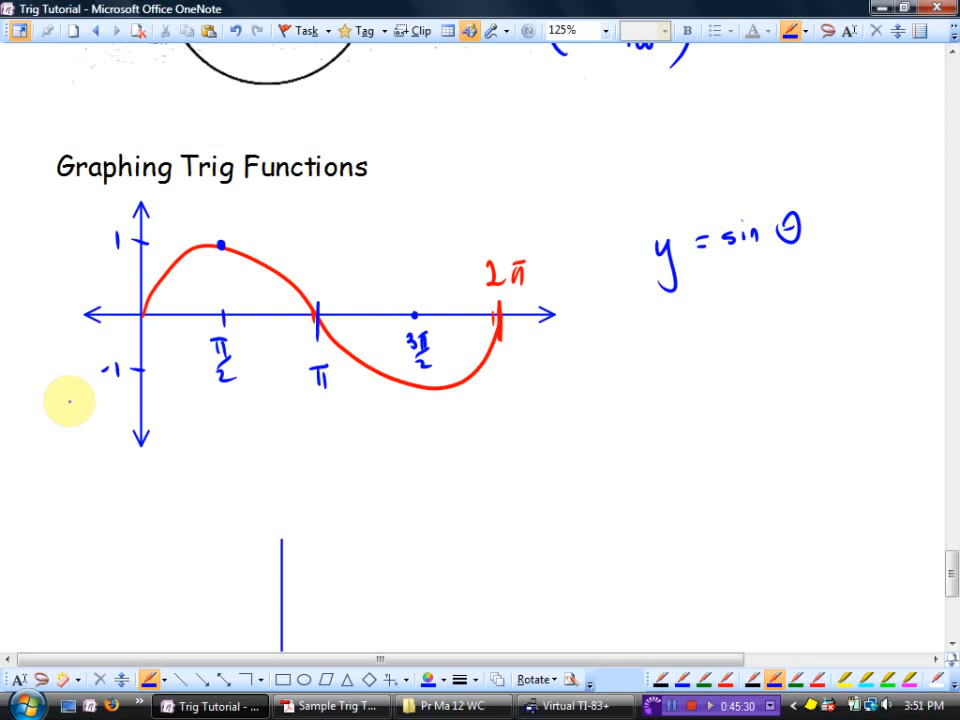 Trig Tutorial - Microsoft Office OneNote
Task Tag Clip 125% B A
Graphing Trig Functions
1
y = sin θ
2π
π/2
3π/2
π
-1
Rotate
Trig Tutorial - ... Sample Trig T... Pr Ma 12 WC Virtual TI-83+ 0:45:30 3:51 PM